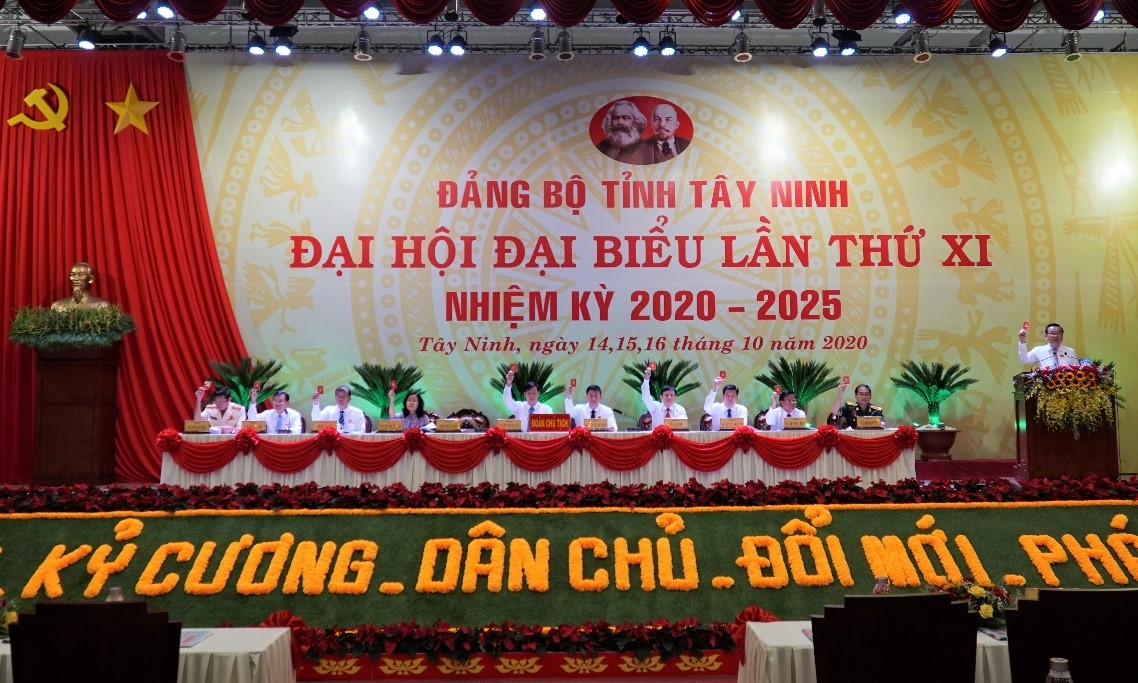 ĐẢNG BỘ TỈNH TÂY NINH
ĐẠI HỘI ĐẠI BIỂU LẦN THỨ XI
NHIỆM KỲ 2020 - 2025
Tây Ninh, ngày 14,15,16 tháng 10 năm 2020
ĐOÀN CHỦ TỊCH
KỶ CƯƠNG _ DÂN CHỦ _ ĐỔI MỚI _